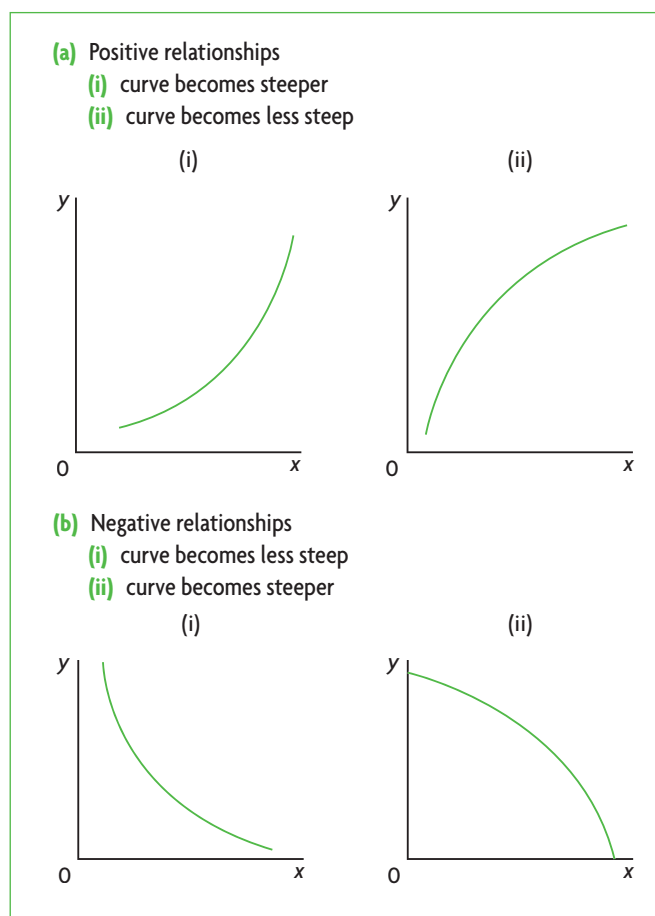 (a) Positive relationships
(i) curve becomes steeper
(ii) curve becomes less steep
(i) (ii)
y y
0 x 0 x
(b) Negative relationships
(i) curve becomes less steep
(ii) curve becomes steeper
(i) (ii)
y y
0 x 0 x